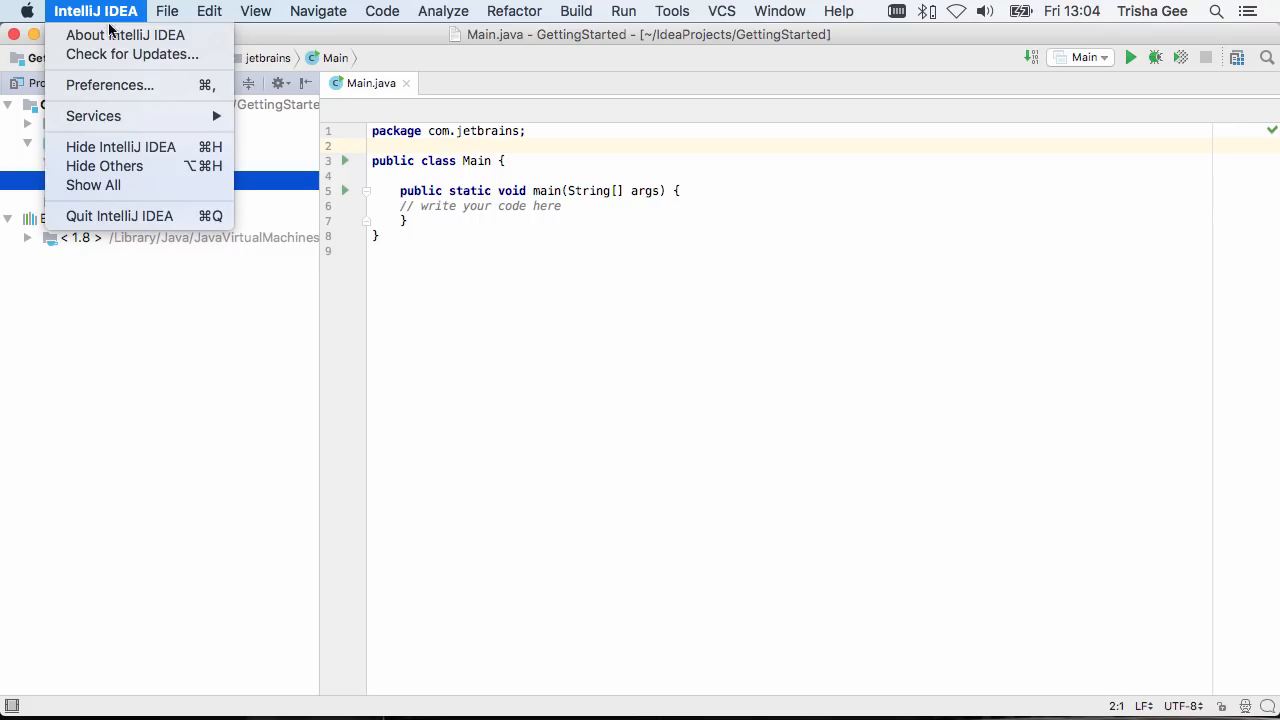 IntelliJ IDEA File Edit View Navigate Code Analyze Refactor Build Run Tools VCS Window Help Fri 13:04 Trisha Gee
Main.java - GettingStarted - [~/IdeaProjects/GettingStarted]
About IntelliJ IDEA
Check for Updates...
Preferences... ⌘,
Services ▶
Hide IntelliJ IDEA ⌘H
Hide Others ⌥⌘H
Show All
Quit IntelliJ IDEA ⌘Q
jetbrains Main
Main
Main.java
/GettingStarted
< 1.8 > /Library/Java/JavaVirtualMachines
1 package com.jetbrains;
2
3 public class Main {
4
5 public static void main(String[] args) {
6 // write your code here
7 }
8 }
9
2:1 LF UTF-8